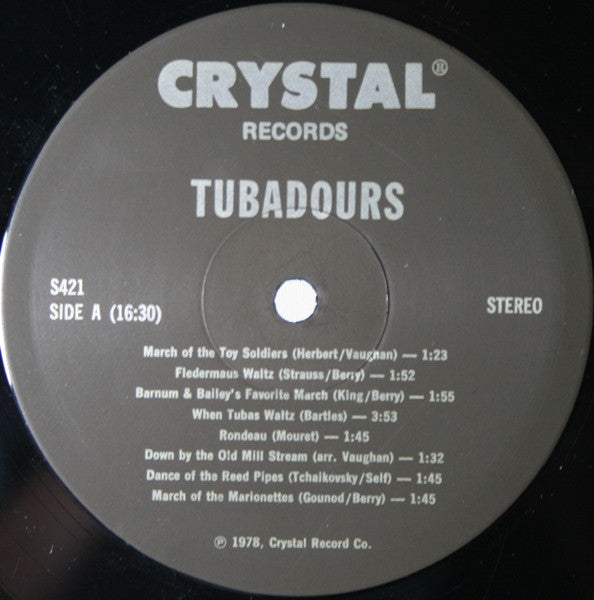 CRYSTAL®
RECORDS
TUBADOURS
S421
SIDE A (16:30)
STEREO
March of the Toy Soldiers (Herbert/Vaughan) — 1:23
Fledermaus Waltz (Strauss/Berry) — 1:52
Barnum & Bailey's Favorite March (King/Berry) — 1:55
When Tubas Waltz (Bartles) — 3:53
Rondeau (Mouret) — 1:45
Down by the Old Mill Stream (arr. Vaughan) — 1:32
Dance of the Reed Pipes (Tchaikovsky/Self) — 1:45
March of the Marionettes (Gounod/Berry) — 1:45
℗ 1978, Crystal Record Co.